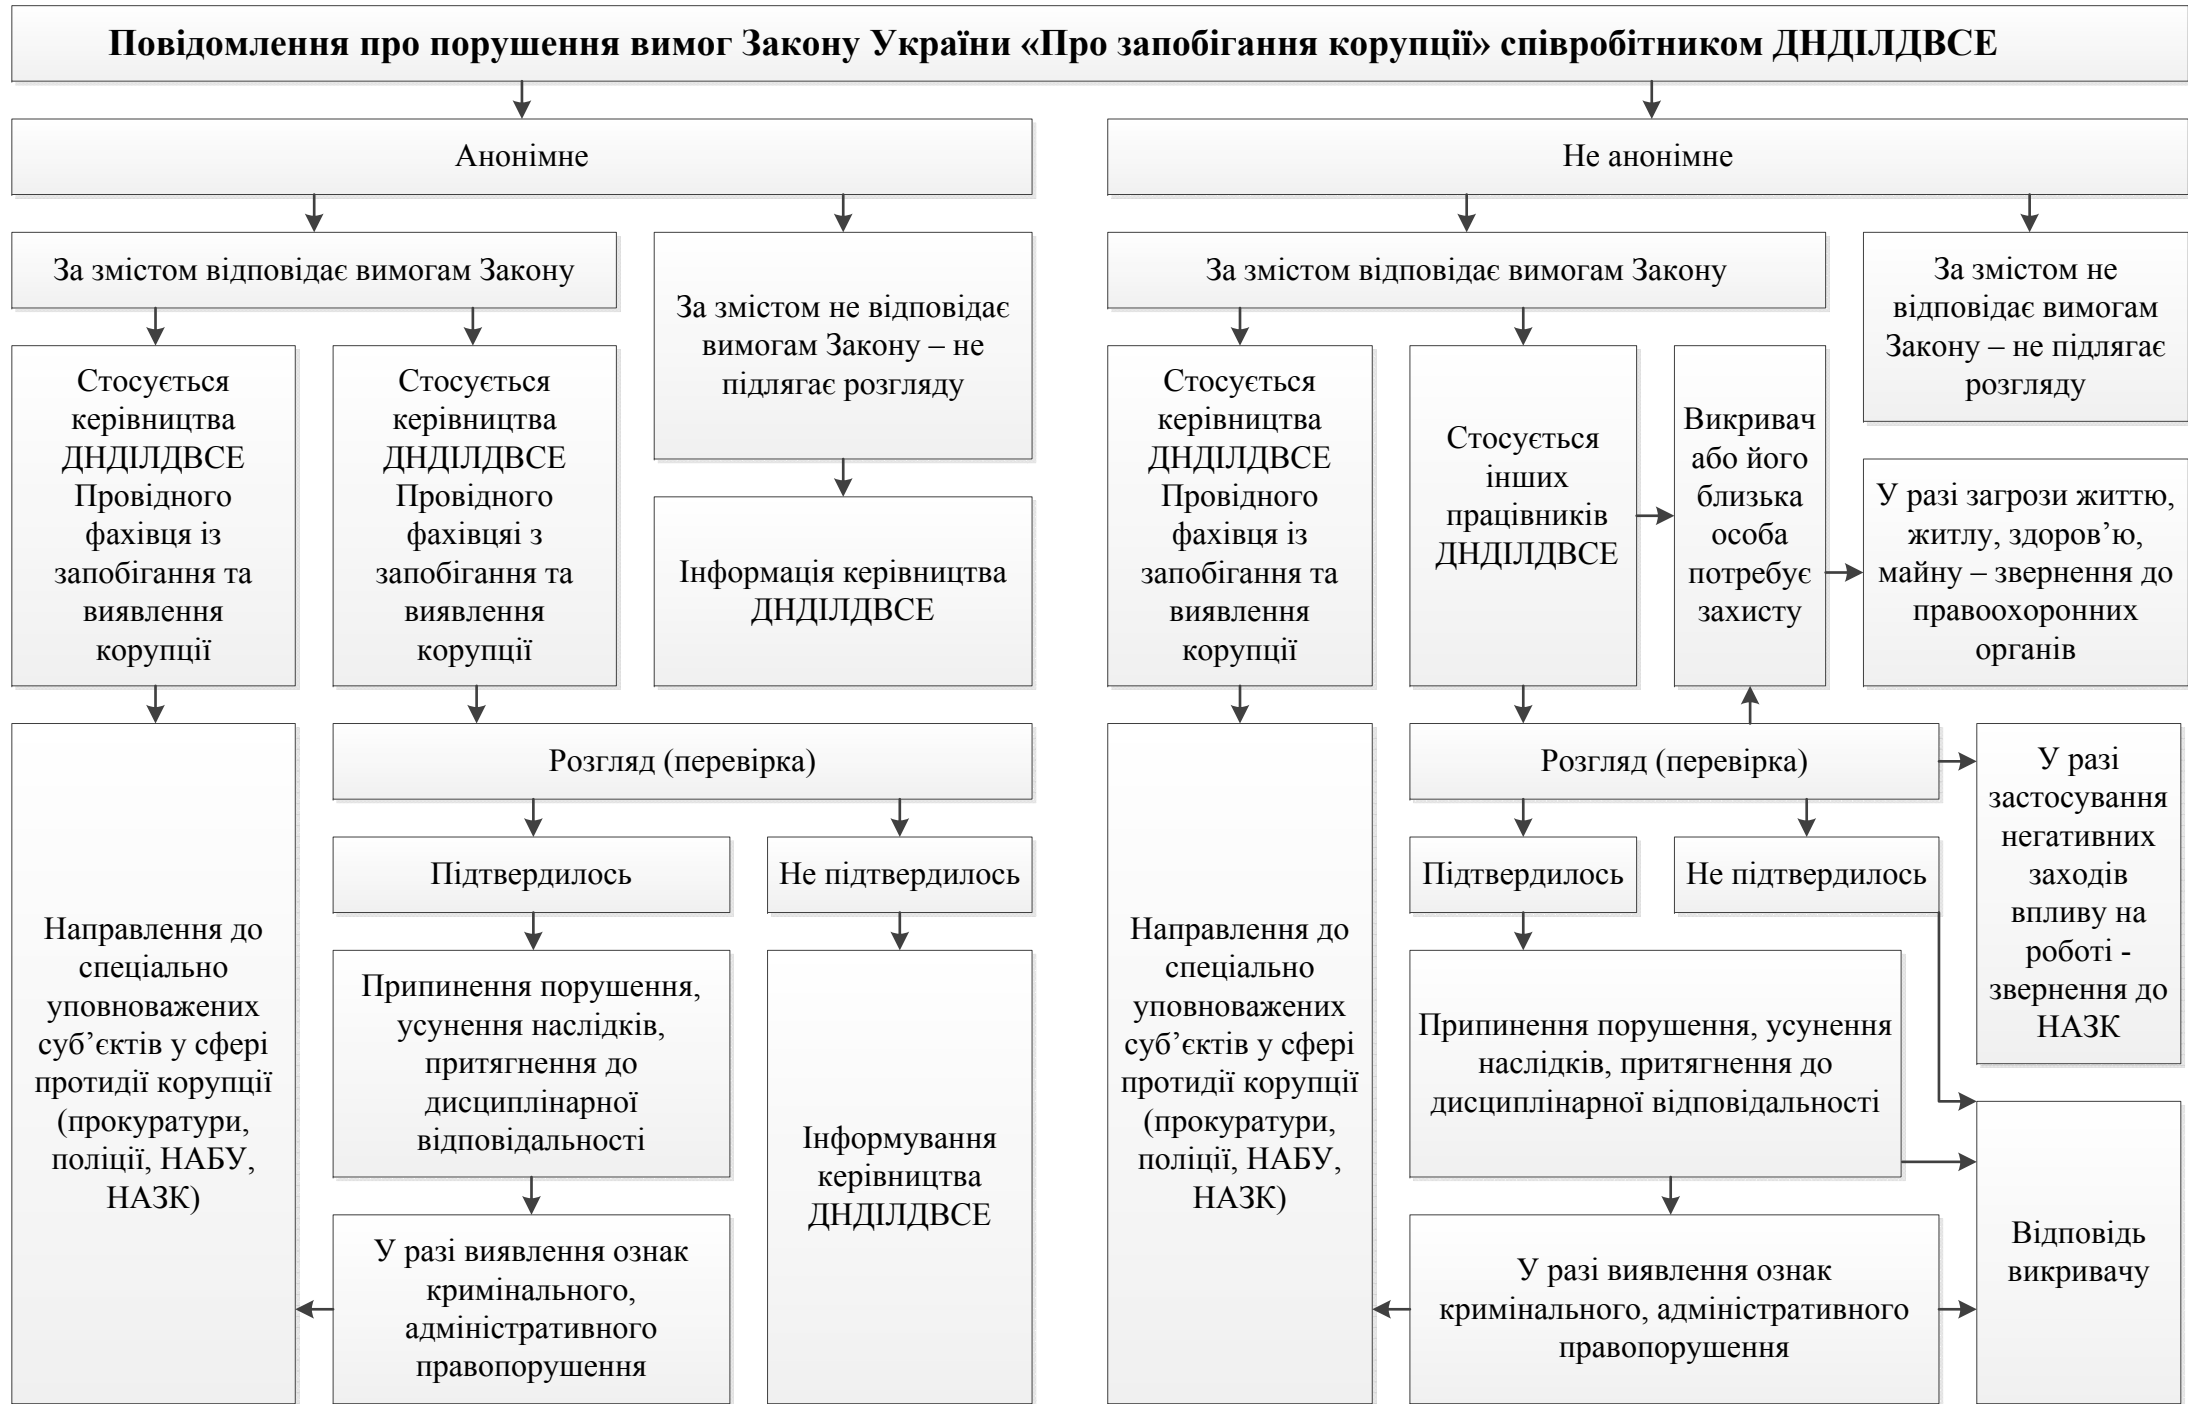 Повідомлення про порушення вимог Закону України «Про запобігання корупції» співробітником ДНДІЛДВСЕ
Анонімне
Не анонімне
За змістом відповідає вимогам Закону
За змістом не відповідає
вимогам Закону – не
підлягає розгляду
За змістом відповідає вимогам Закону
За змістом не
відповідає вимогам
Закону – не підлягає
розгляду
Стосується
керівництва
ДНДІЛДВСЕ
Провідного
фахівця із
запобігання та
виявлення
корупції
Стосується
керівництва
ДНДІЛДВСЕ
Провідного
фахівцяі з
запобігання та
виявлення
корупції
Інформація керівництва
ДНДІЛДВСЕ
Стосується
керівництва
ДНДІЛДВСЕ
Провідного
фахівця із
запобігання та
виявлення
корупції
Стосується
інших
працівників
ДНДІЛДВСЕ
Викривач
або його
близька
особа
потребує
захисту
У разі загрози життю,
житлу, здоров’ю,
майну – звернення до
правоохоронних
органів
Направлення до
спеціально
уповноважених
суб’єктів у сфері
протидії корупції
(прокуратури,
поліції, НАБУ,
НАЗК)
Розгляд (перевірка)
Підтвердилось
Не підтвердилось
Припинення порушення,
усунення наслідків,
притягнення до
дисциплінарної
відповідальності
Інформування
керівництва
ДНДІЛДВСЕ
У разі виявлення ознак
кримінального,
адміністративного
правопорушення
Направлення до
спеціально
уповноважених
суб’єктів у сфері
протидії корупції
(прокуратури,
поліції, НАБУ,
НАЗК)
Розгляд (перевірка)
У разі
застосування
негативних
заходів
впливу на
роботі -
звернення до
НАЗК
Підтвердилось
Не підтвердилось
Припинення порушення, усунення
наслідків, притягнення до
дисциплінарної відповідальності
У разі виявлення ознак
кримінального, адміністративного
правопорушення
Відповідь
викривачу